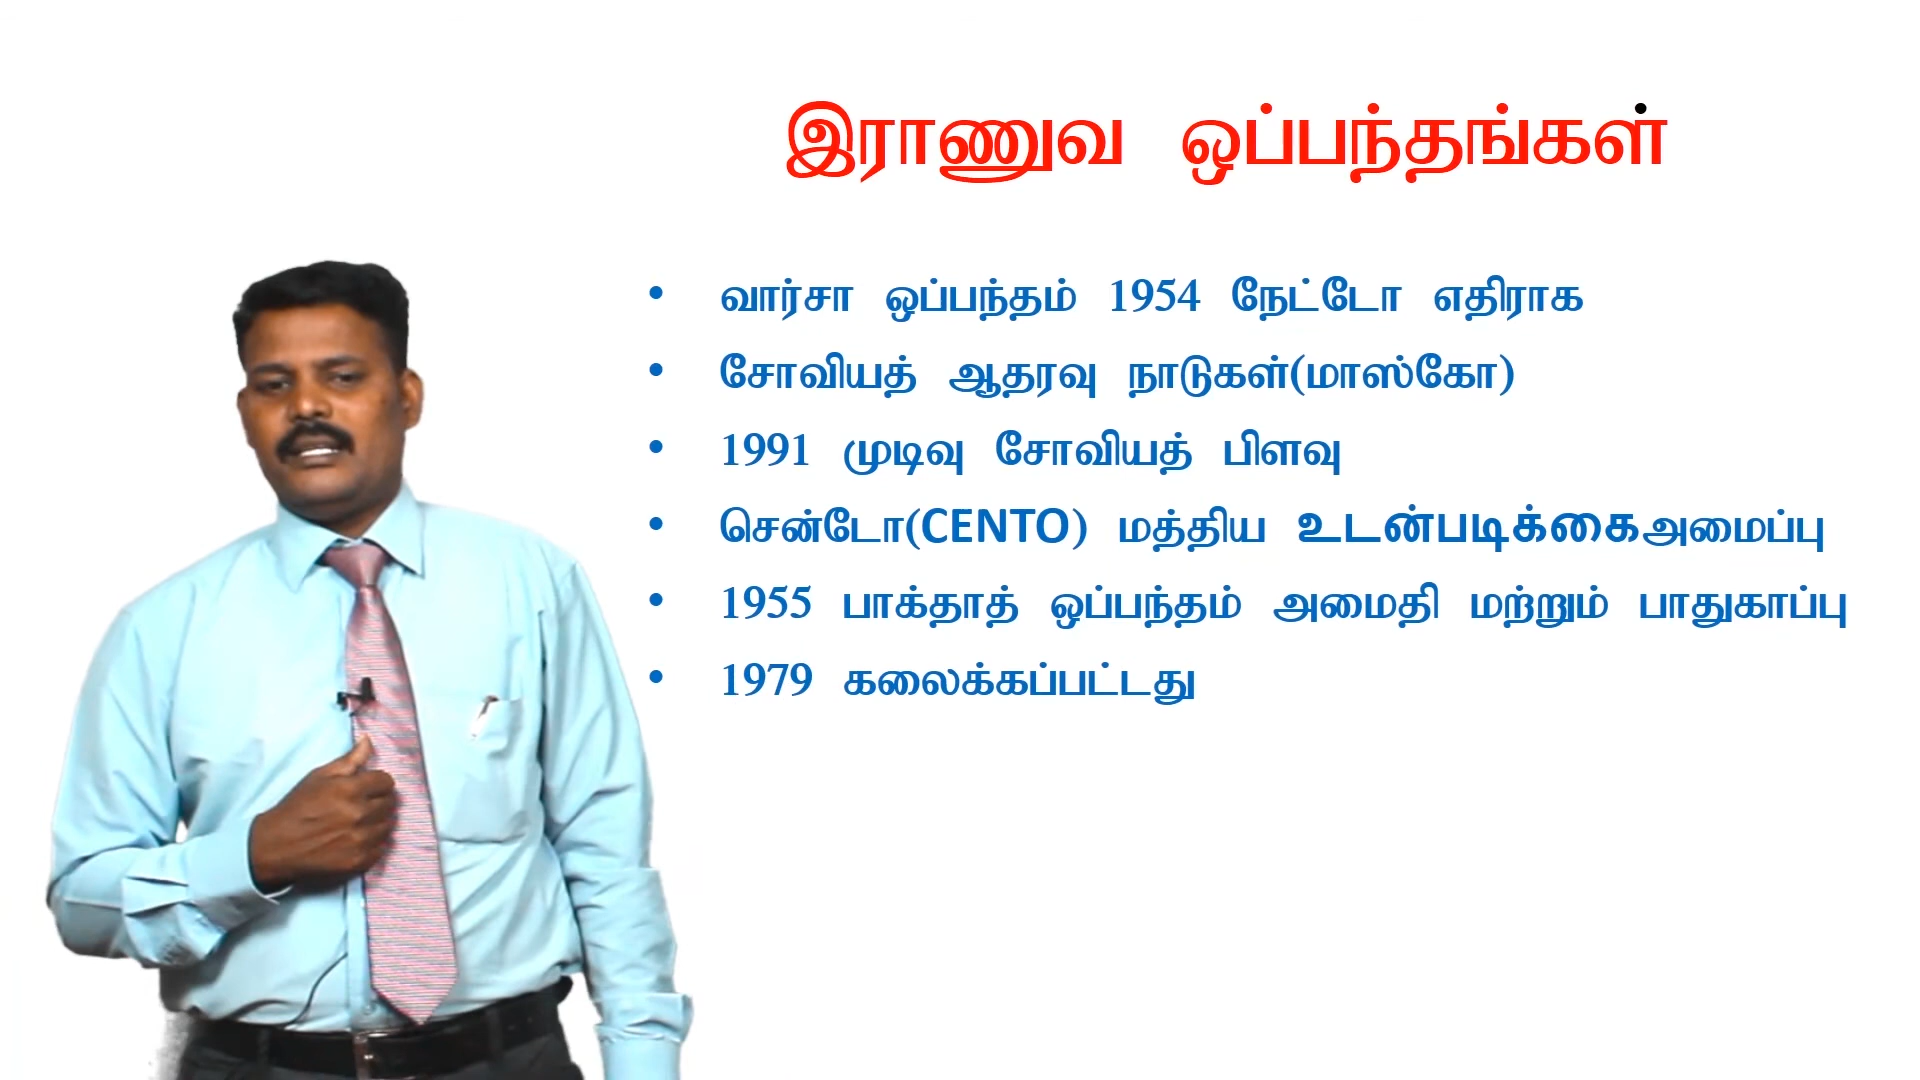 இராணுவ ஒப்பந்தங்கள்
• வார்சா ஒப்பந்தம் 1954 நேட்டோ எதிராக
• சோவியத் ஆதரவு நாடுகள்(மாஸ்கோ)
• 1991 முடிவு சோவியத் பிளவு
• சென்டோ(CENTO) மத்திய உடன்படிக்கைஅமைப்பு
• 1955 பாக்தாத் ஒப்பந்தம் அமைதி மற்றும் பாதுகாப்பு
• 1979 கலைக்கப்பட்டது